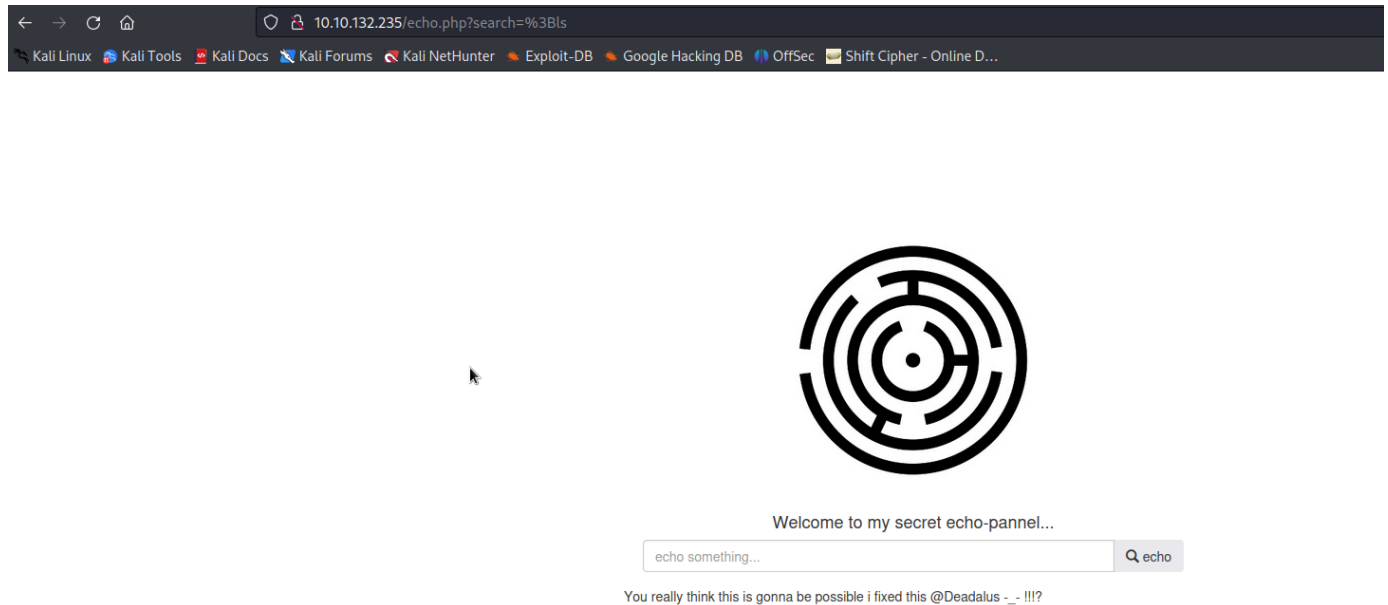 10.10.132.235/echo.php?search=%3Bls
Kali Linux Kali Tools Kali Docs Kali Forums Kali NetHunter Exploit-DB Google Hacking DB OffSec Shift Cipher - Online D...
Welcome to my secret echo-pannel...
echo something... echo
You really think this is gonna be possible i fixed this @Deadalus -_- !!!?